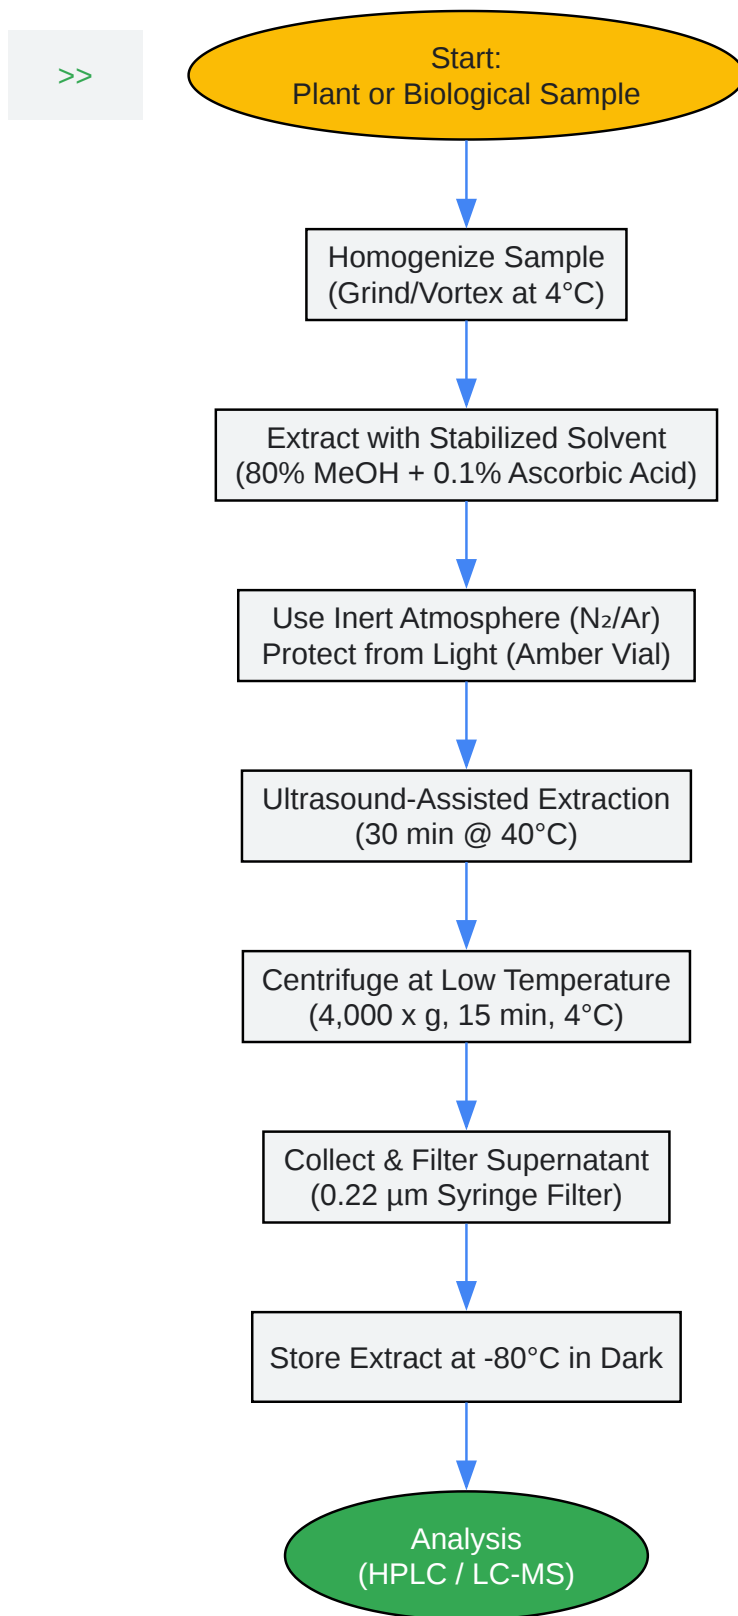 >>
Start:
Plant or Biological Sample
Homogenize Sample
(Grind/Vortex at 4°C)
Extract with Stabilized Solvent
(80% MeOH + 0.1% Ascorbic Acid)
Use Inert Atmosphere (N₂/Ar)
Protect from Light (Amber Vial)
Ultrasound-Assisted Extraction
(30 min @ 40°C)
Centrifuge at Low Temperature
(4,000 x g, 15 min, 4°C)
Collect & Filter Supernatant
(0.22 µm Syringe Filter)
Store Extract at -80°C in Dark
Analysis
(HPLC / LC-MS)